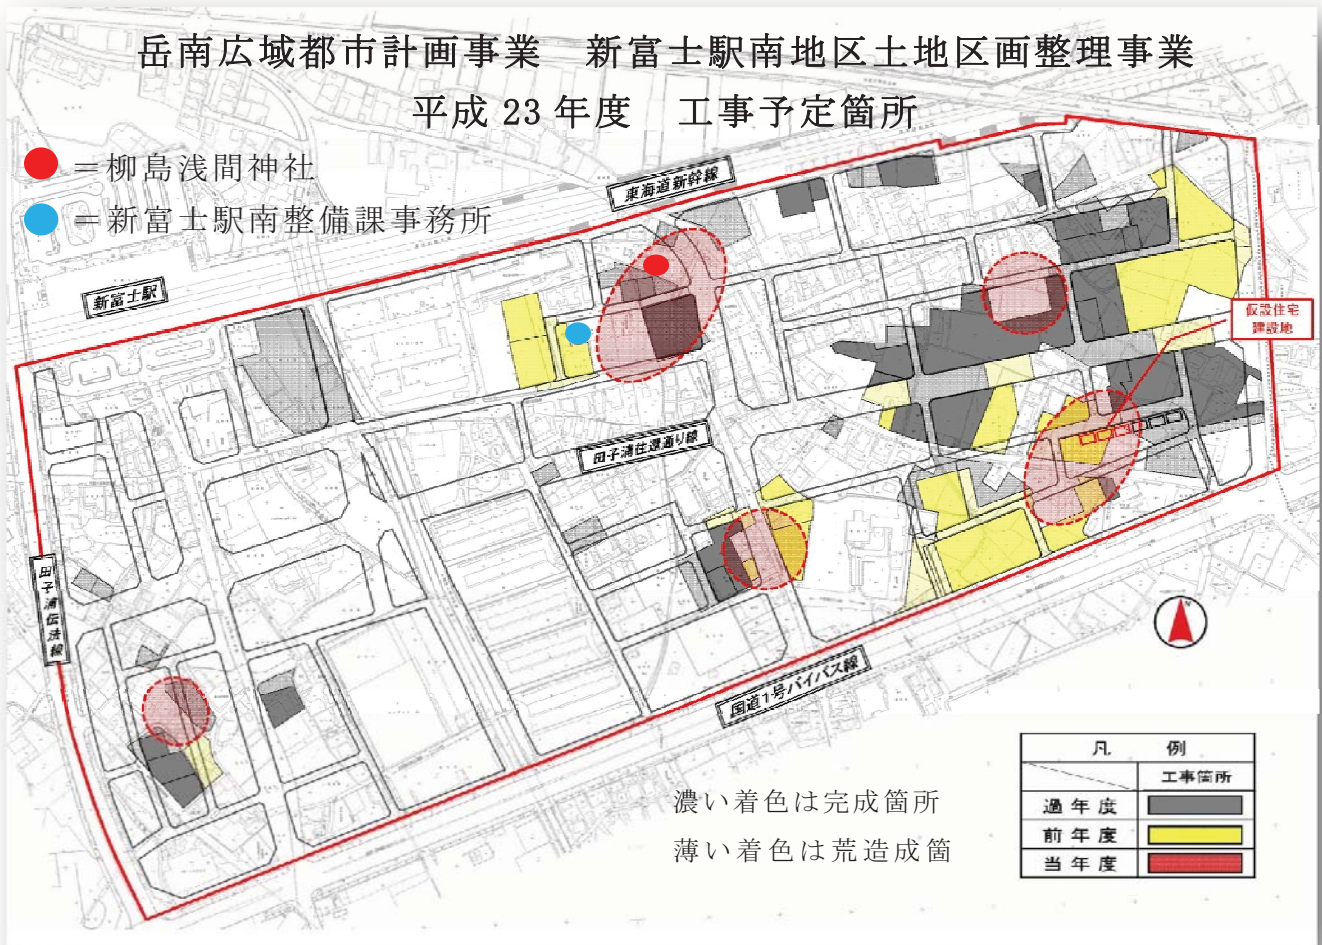 岳南広域都市計画事業　新富士駅南地区土地区画整理事業
平成 23 年度　工事予定箇所
＝柳島浅間神社
＝新富士駅南整備課事務所
東海道新幹線
新富士駅
仮設住宅
建設地
田子浦往還通り線
田子浦伝法線
国道1号バイパス線
N
濃い着色は完成箇所
薄い着色は荒造成箇
凡　例
工事箇所
過年度
前年度
当年度